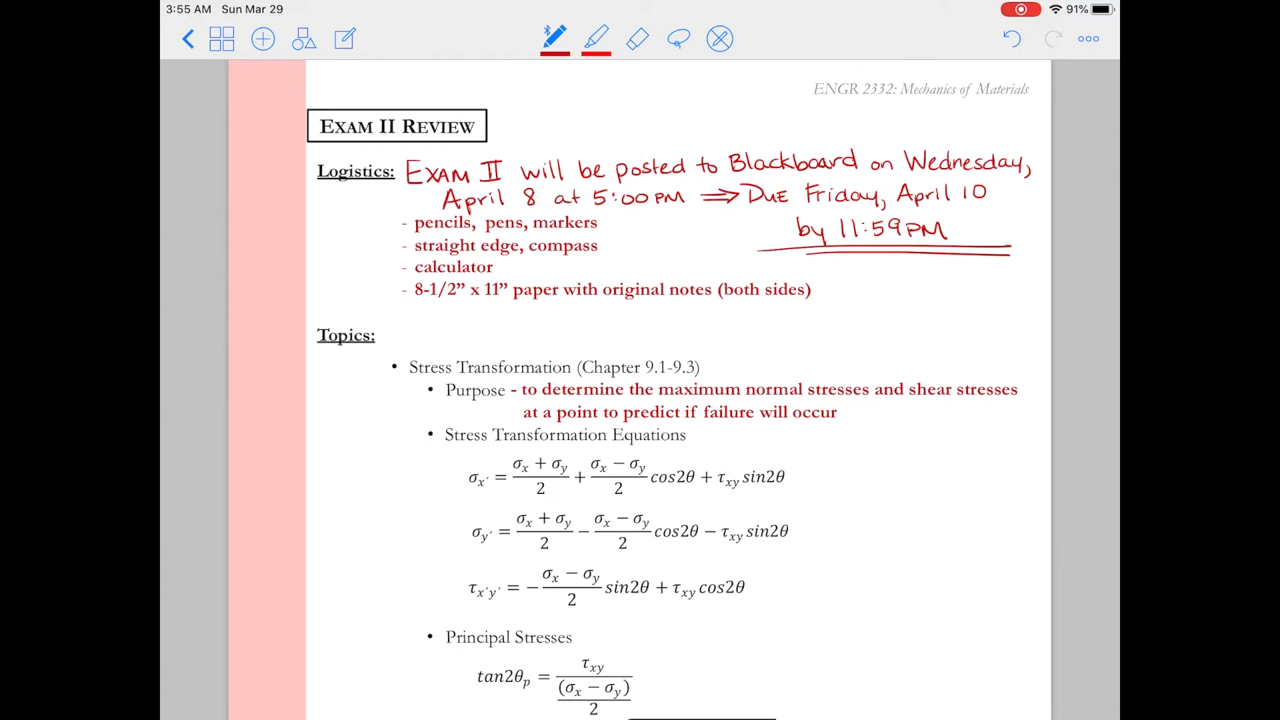 3:55 AM Sun Mar 29 91%
ENGR 2332: Mechanics of Materials
EXAM II REVIEW
Logistics: EXAM II will be posted to Blackboard on Wednesday,
April 8 at 5:00PM ⇒ DUE Friday, April 10
- pencils, pens, markers by 11:59PM
- straight edge, compass
- calculator
- 8-1/2” x 11” paper with original notes (both sides)
Topics:
• Stress Transformation (Chapter 9.1-9.3)
• Purpose - to determine the maximum normal stresses and shear stresses
at a point to predict if failure will occur
• Stress Transformation Equations
σx´ = (σx + σy)/2 + (σx − σy)/2 cos2θ + τxy sin2θ
σy´ = (σx + σy)/2 − (σx − σy)/2 cos2θ − τxy sin2θ
τx´y´ = − (σx − σy)/2 sin2θ + τxy cos2θ
• Principal Stresses
tan2θp = τxy / ((σx − σy)/2)